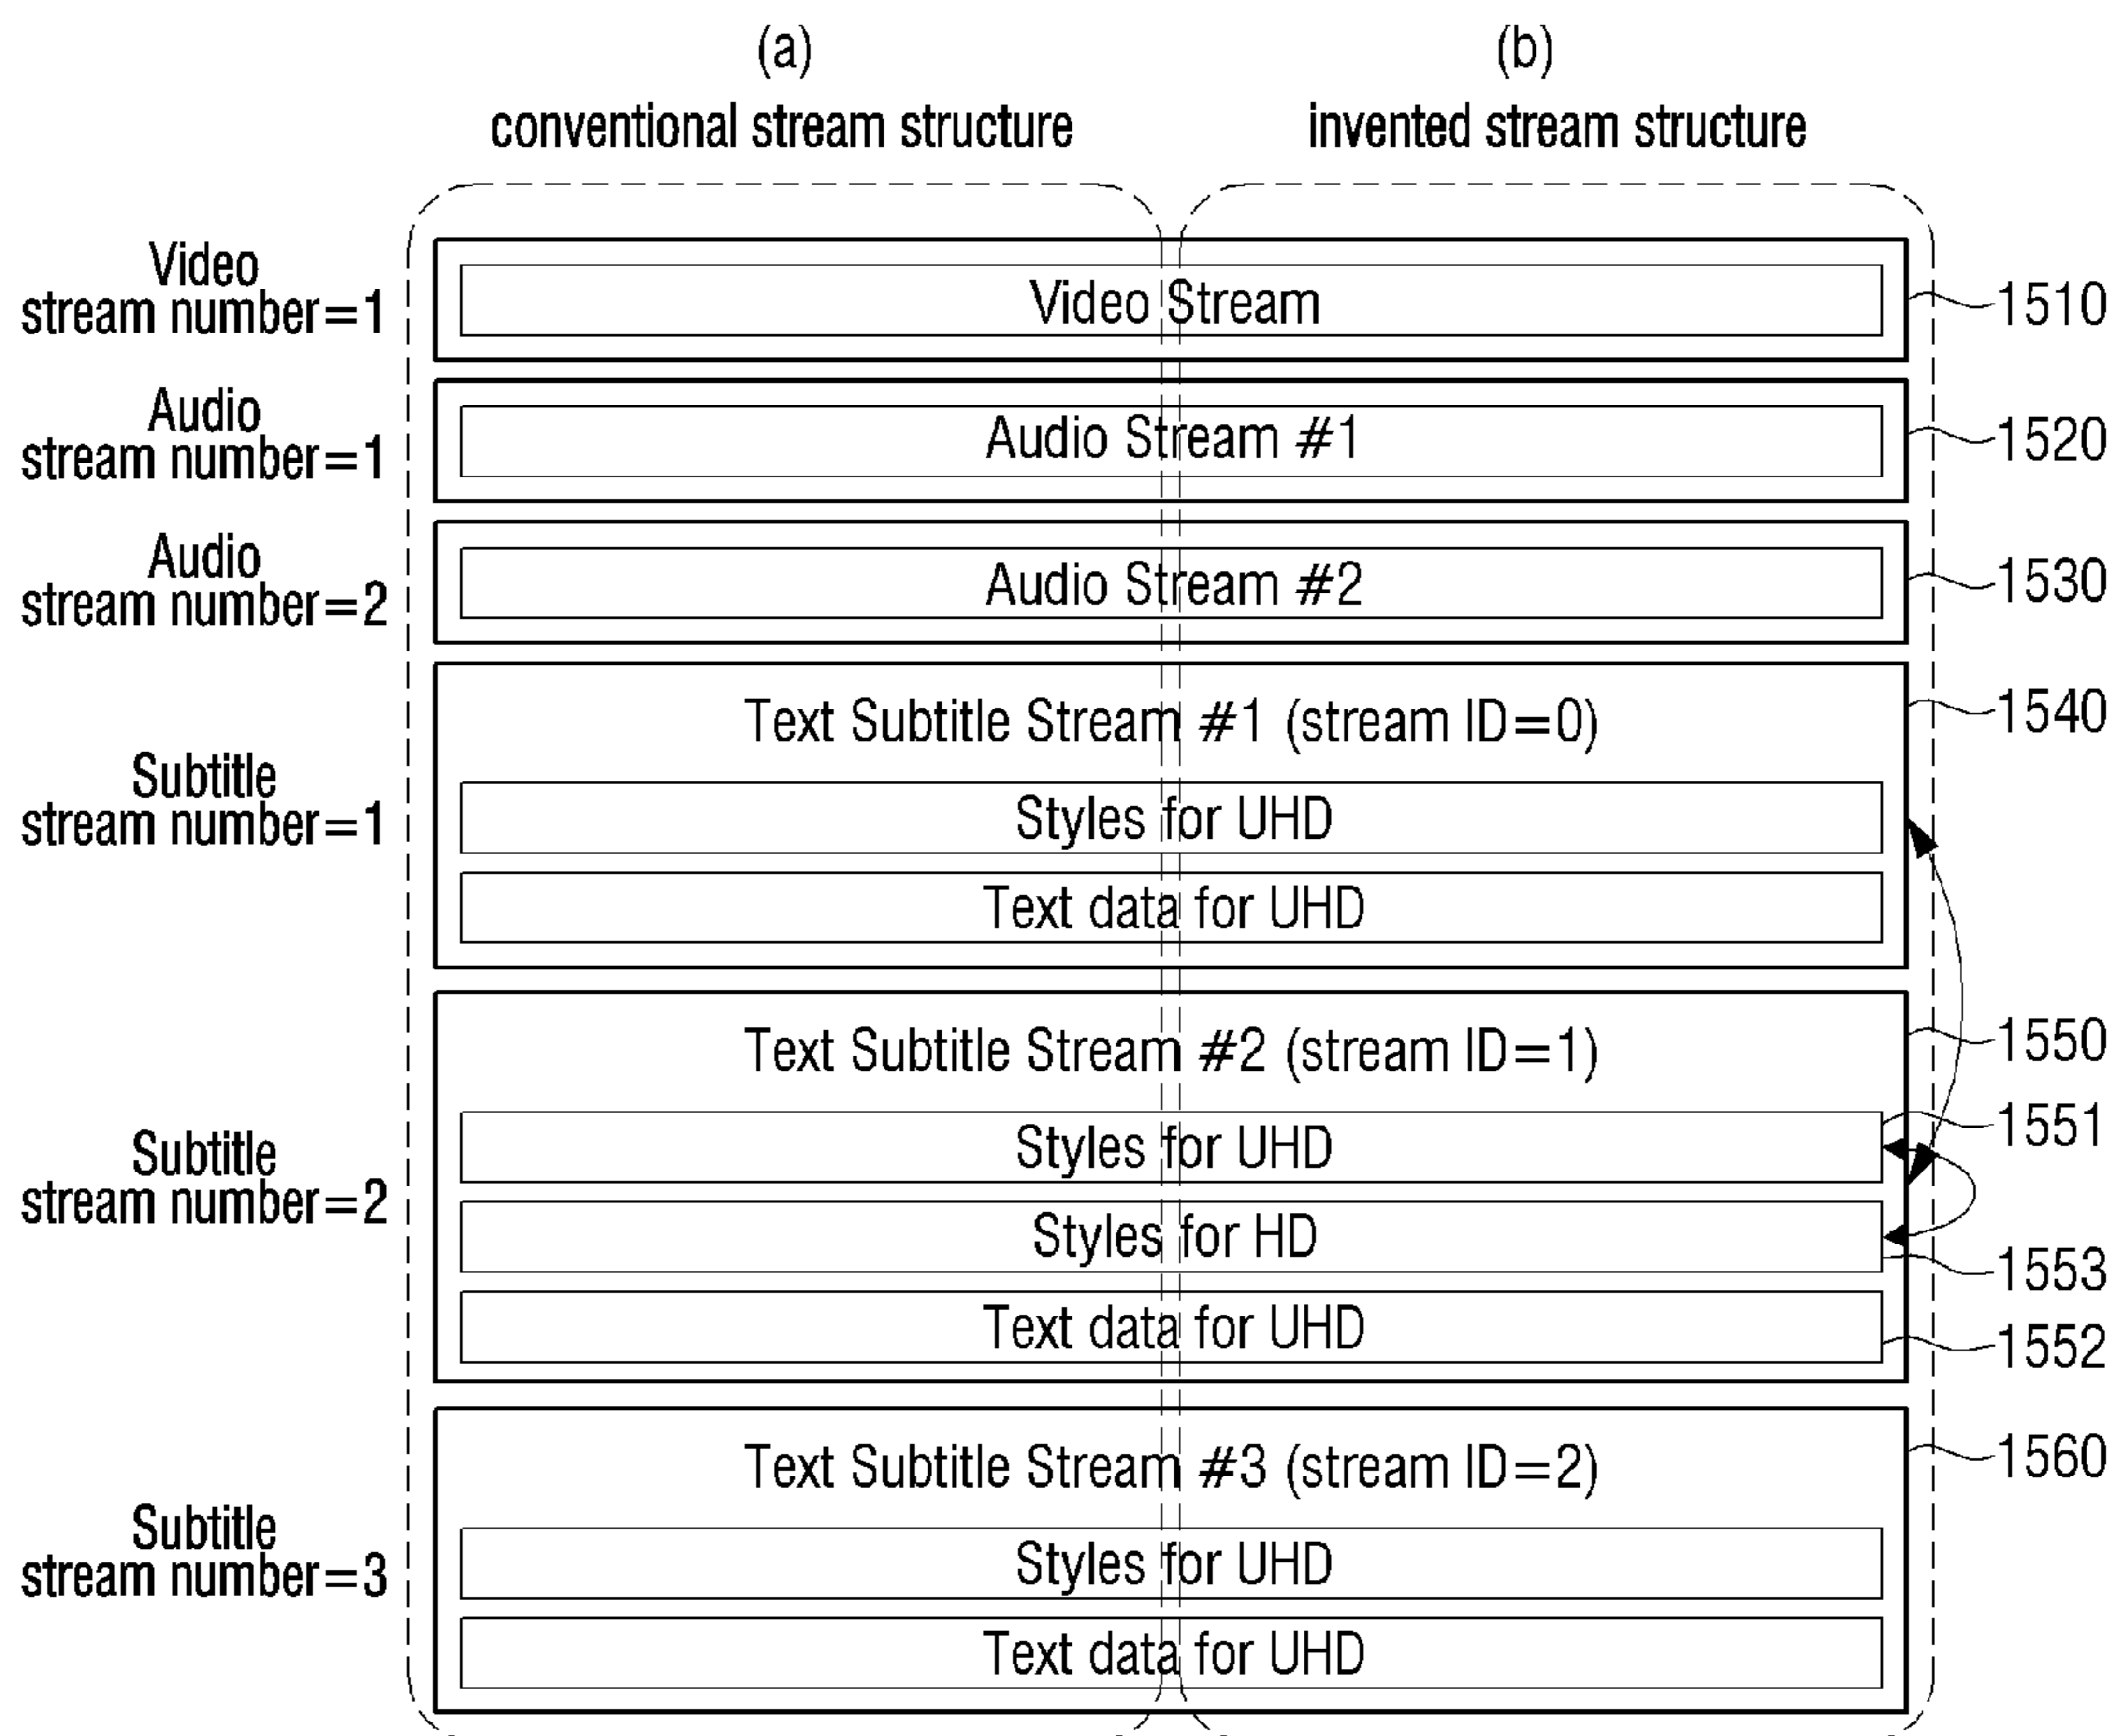 (a)
conventional stream structure
(b)
invented stream structure
Video
stream number=1
Video Stream
1510
Audio
stream number=1
Audio Stream #1
1520
Audio
stream number=2
Audio Stream #2
1530
Subtitle
stream number=1
Text Subtitle Stream #1 (stream ID=0)
1540
Styles for UHD
Text data for UHD
Subtitle
stream number=2
Text Subtitle Stream #2 (stream ID=1)
1550
Styles for UHD
1551
Styles for HD
1553
Text data for UHD
1552
Subtitle
stream number=3
Text Subtitle Stream #3 (stream ID=2)
1560
Styles for UHD
Text data for UHD